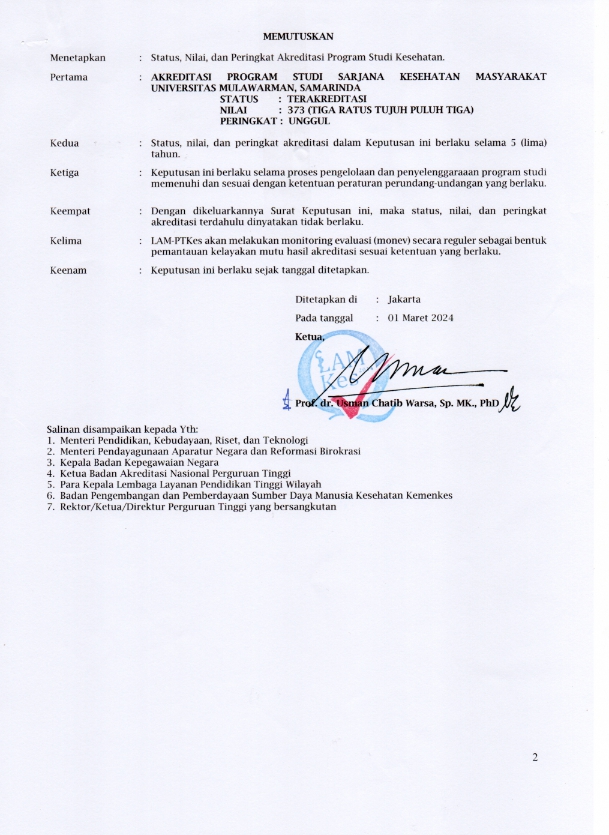 MEMUTUSKAN
Menetapkan : Status, Nilai, dan Peringkat Akreditasi Program Studi Kesehatan.
Pertama : AKREDITASI PROGRAM STUDI SARJANA KESEHATAN MASYARAKAT
UNIVERSITAS MULAWARMAN, SAMARINDA
STATUS : TERAKREDITASI
NILAI : 373 (TIGA RATUS TUJUH PULUH TIGA)
PERINGKAT : UNGGUL
Kedua : Status, nilai, dan peringkat akreditasi dalam Keputusan ini berlaku selama 5 (lima)
tahun.
Ketiga : Keputusan ini berlaku selama proses pengelolaan dan penyelenggaraaan program studi
memenuhi dan sesuai dengan ketentuan peraturan perundang-undangan yang berlaku.
Keempat : Dengan dikeluarkannya Surat Keputusan ini, maka status, nilai, dan peringkat
akreditasi terdahulu dinyatakan tidak berlaku.
Kelima : LAM-PTKes akan melakukan monitoring evaluasi (monev) secara reguler sebagai bentuk
pemantauan kelayakan mutu hasil akreditasi sesuai ketentuan yang berlaku.
Keenam : Keputusan ini berlaku sejak tanggal ditetapkan.
Ditetapkan di : Jakarta
Pada tanggal : 01 Maret 2024
Ketua,
LAM
Kes
Prof. dr. Usman Chatib Warsa, Sp. MK., PhD
Salinan disampaikan kepada Yth:
1. Menteri Pendidikan, Kebudayaan, Riset, dan Teknologi
2. Menteri Pendayagunaan Aparatur Negara dan Reformasi Birokrasi
3. Kepala Badan Kepegawaian Negara
4. Ketua Badan Akreditasi Nasional Perguruan Tinggi
5. Para Kepala Lembaga Layanan Pendidikan Tinggi Wilayah
6. Badan Pengembangan dan Pemberdayaan Sumber Daya Manusia Kesehatan Kemenkes
7. Rektor/Ketua/Direktur Perguruan Tinggi yang bersangkutan
2